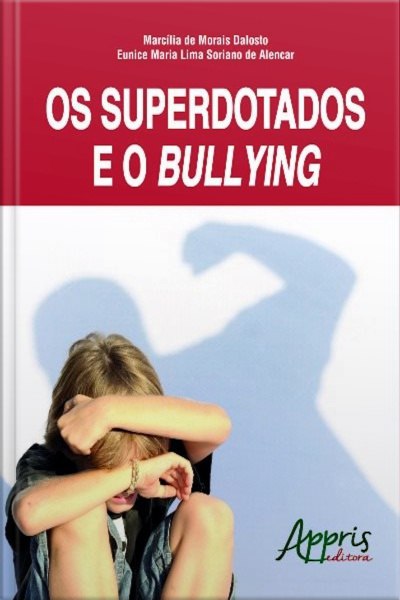 Marcília de Morais Dalosto
Eunice Maria Lima Soriano de Alencar
OS SUPERDOTADOS
E O BULLYING
Appris
editora